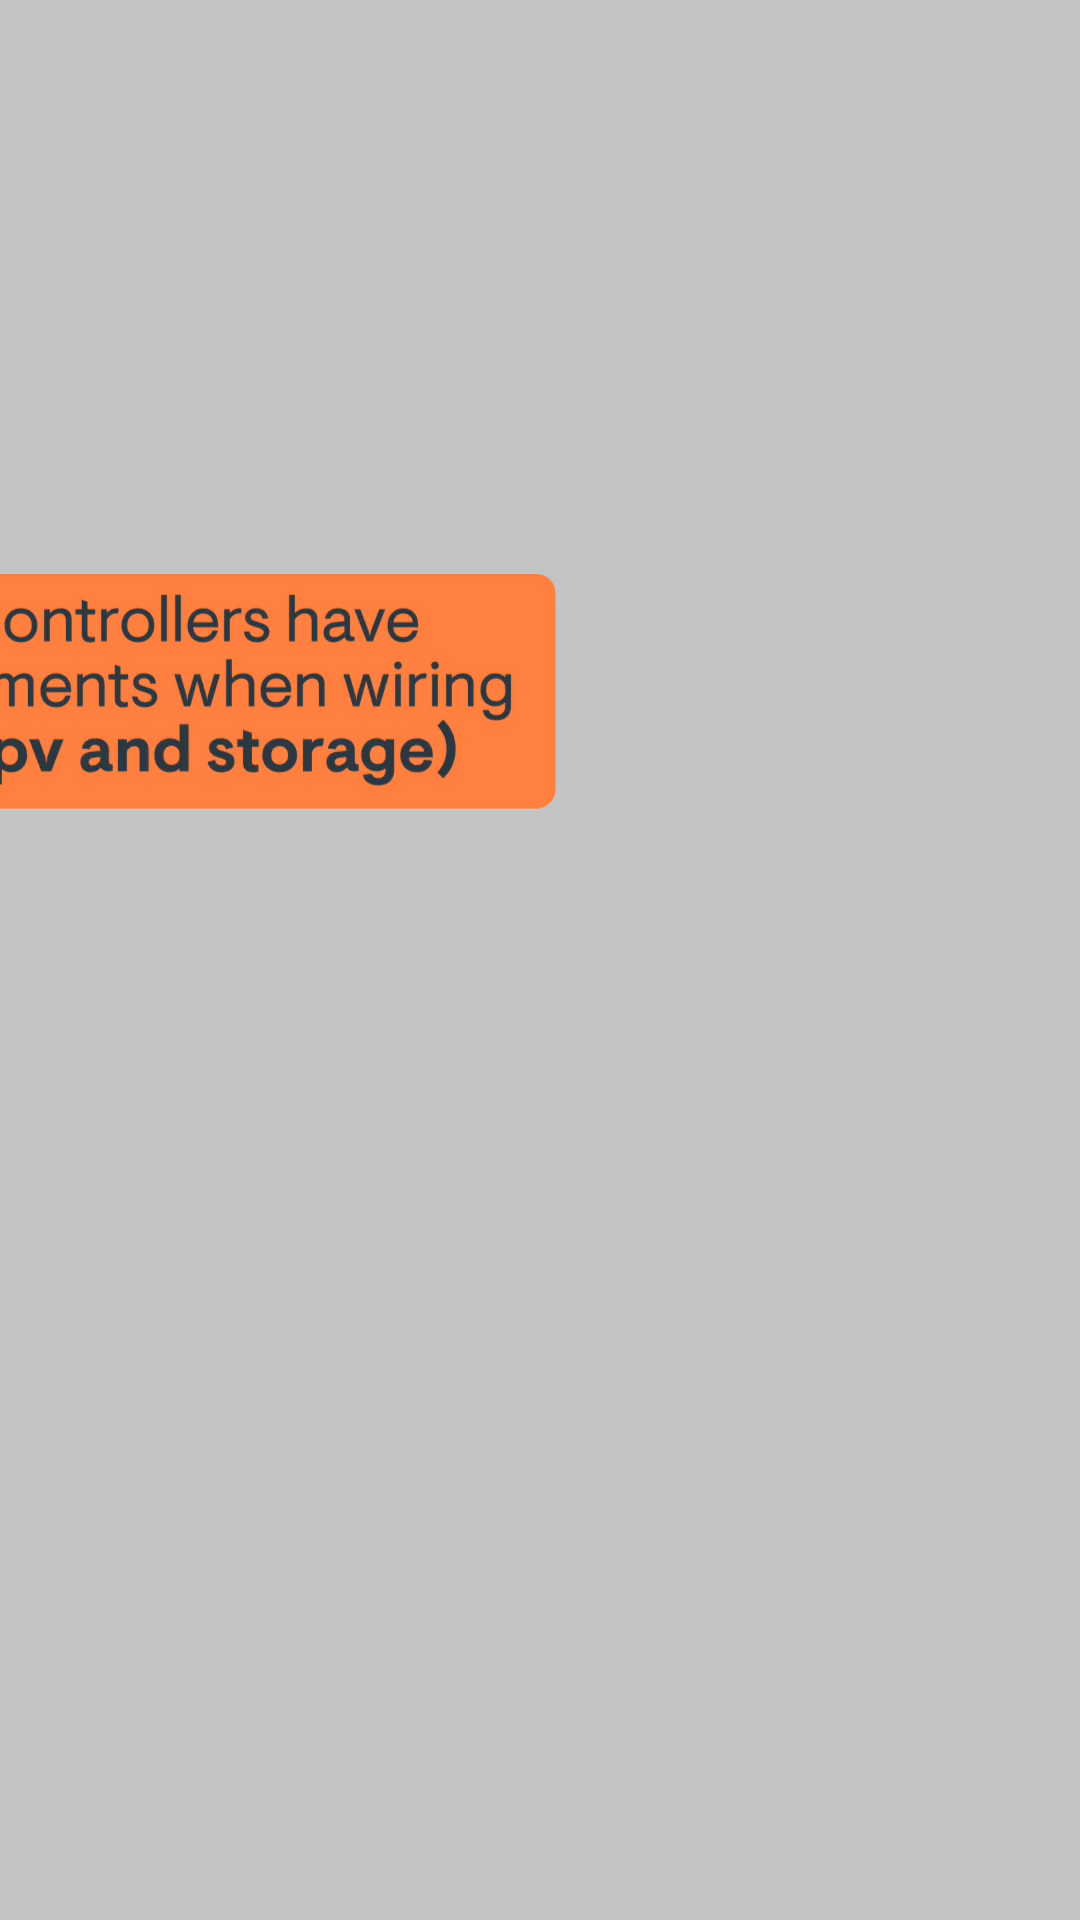 ontrollers have
ments when wiring
pv and storage)